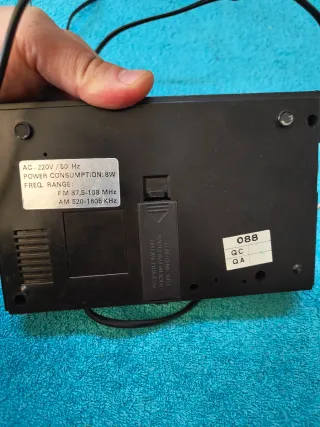 AC~220V/50 Hz
POWER CONSUMPTION: 8W
FREQ. RANGE:
FM 87,5-108 MHz
AM 520-1605 KHz
088
QC
QA